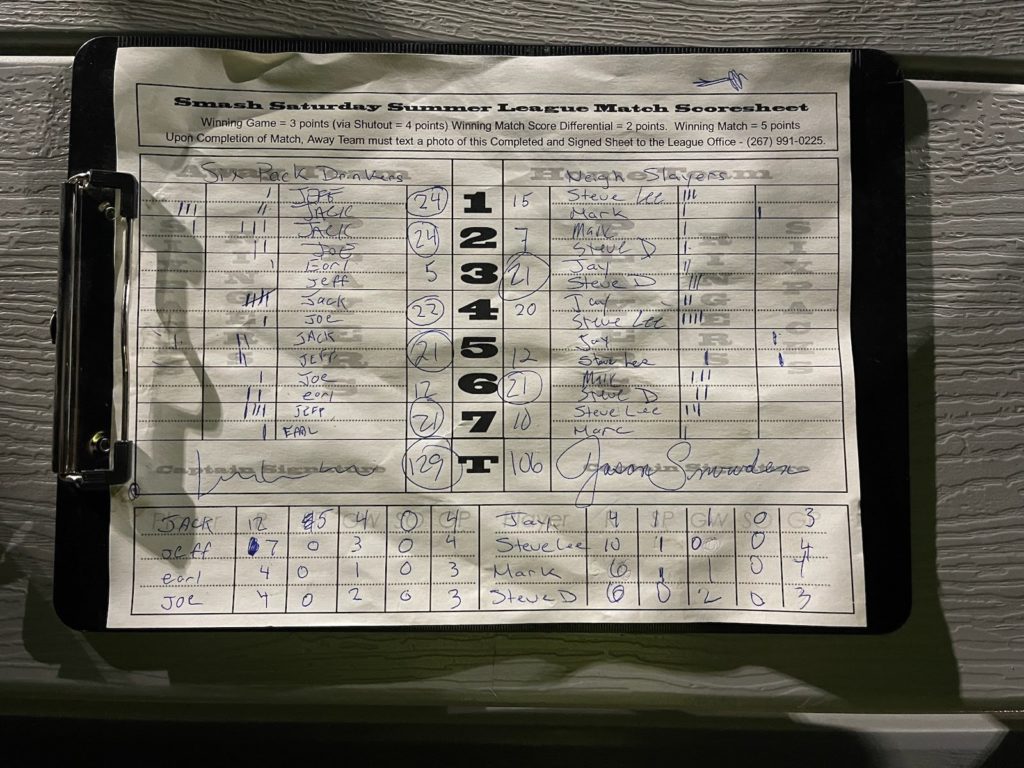 Smash Saturday Summer League Match Scoresheet
Winning Game = 3 points (via Shutout = 4 points) Winning Match Score Differential = 2 points. Winning Match = 5 points
Upon Completion of Match, Away Team must text a photo of this Completed and Signed Sheet to the League Office - (267) 991-0225.
Six Pack Drinkers Neigh Slayers
JEFF 24 1 15 Steve Lee
JACK Mark
JACK 24 2 7 Mark
Joe Steve D
Earl 5 3 21 Jay
Jeff Steve D
Jack 22 4 20 Jay
Joe Steve Lee
JACK 21 5 12 Jay
JEFF Steve Lee
Joe 12 6 21 Mark
earl Steve D
JEFF 21 7 10 Steve Lee
EARL Marc
Captain Signature 129 T 106 Jason Snowden
JACK 12 5 4 0 4 Jay 4 1 1 0 3
Jeff 7 0 3 0 4 Steve Lee 10 1 0 0 4
earl 4 0 1 0 3 Mark 6 1 1 0 4
JOE 4 0 2 0 3 Steve D 6 0 2 0 3